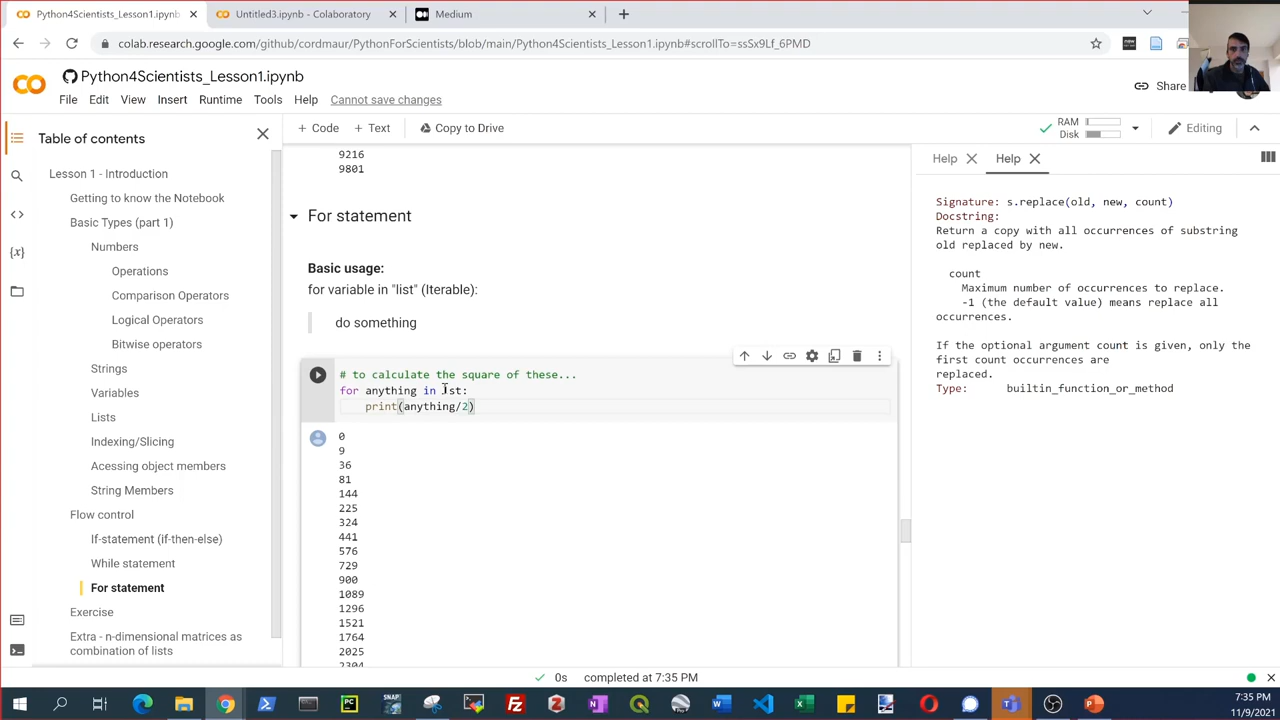 Python4Scientists_Lesson1.ipynb
Untitled3.ipynb - Colaboratory
Medium
colab.research.google.com/github/cordmaur/PythonForScientists/blob/main/Python4Scientists_Lesson1.ipynb#scrollTo=ssSx9Lf_6PMD
Python4Scientists_Lesson1.ipynb
File Edit View Insert Runtime Tools Help Cannot save changes
Share
+ Code + Text Copy to Drive
RAM
Disk
Editing
Table of contents
Lesson 1 - Introduction
Getting to know the Notebook
Basic Types (part 1)
Numbers
Operations
Comparison Operators
Logical Operators
Bitwise operators
Strings
Variables
Lists
Indexing/Slicing
Acessing object members
String Members
Flow control
If-statement (if-then-else)
While statement
For statement
Exercise
Extra - n-dimensional matrices as
combination of lists
9216
9801
For statement
Basic usage:
for variable in "list" (Iterable):
do something
# to calculate the square of these...
for anything in lst:
print(anything/2)
0
9
36
81
144
225
324
441
576
729
900
1089
1296
1521
1764
2025
2304
Help
Help
Signature: s.replace(old, new, count)
Docstring:
Return a copy with all occurrences of substring
old replaced by new.
count
Maximum number of occurrences to replace.
-1 (the default value) means replace all
occurrences.
If the optional argument count is given, only the
first count occurrences are
replaced.
Type: builtin_function_or_method
0s completed at 7:35 PM
7:35 PM
11/9/2021